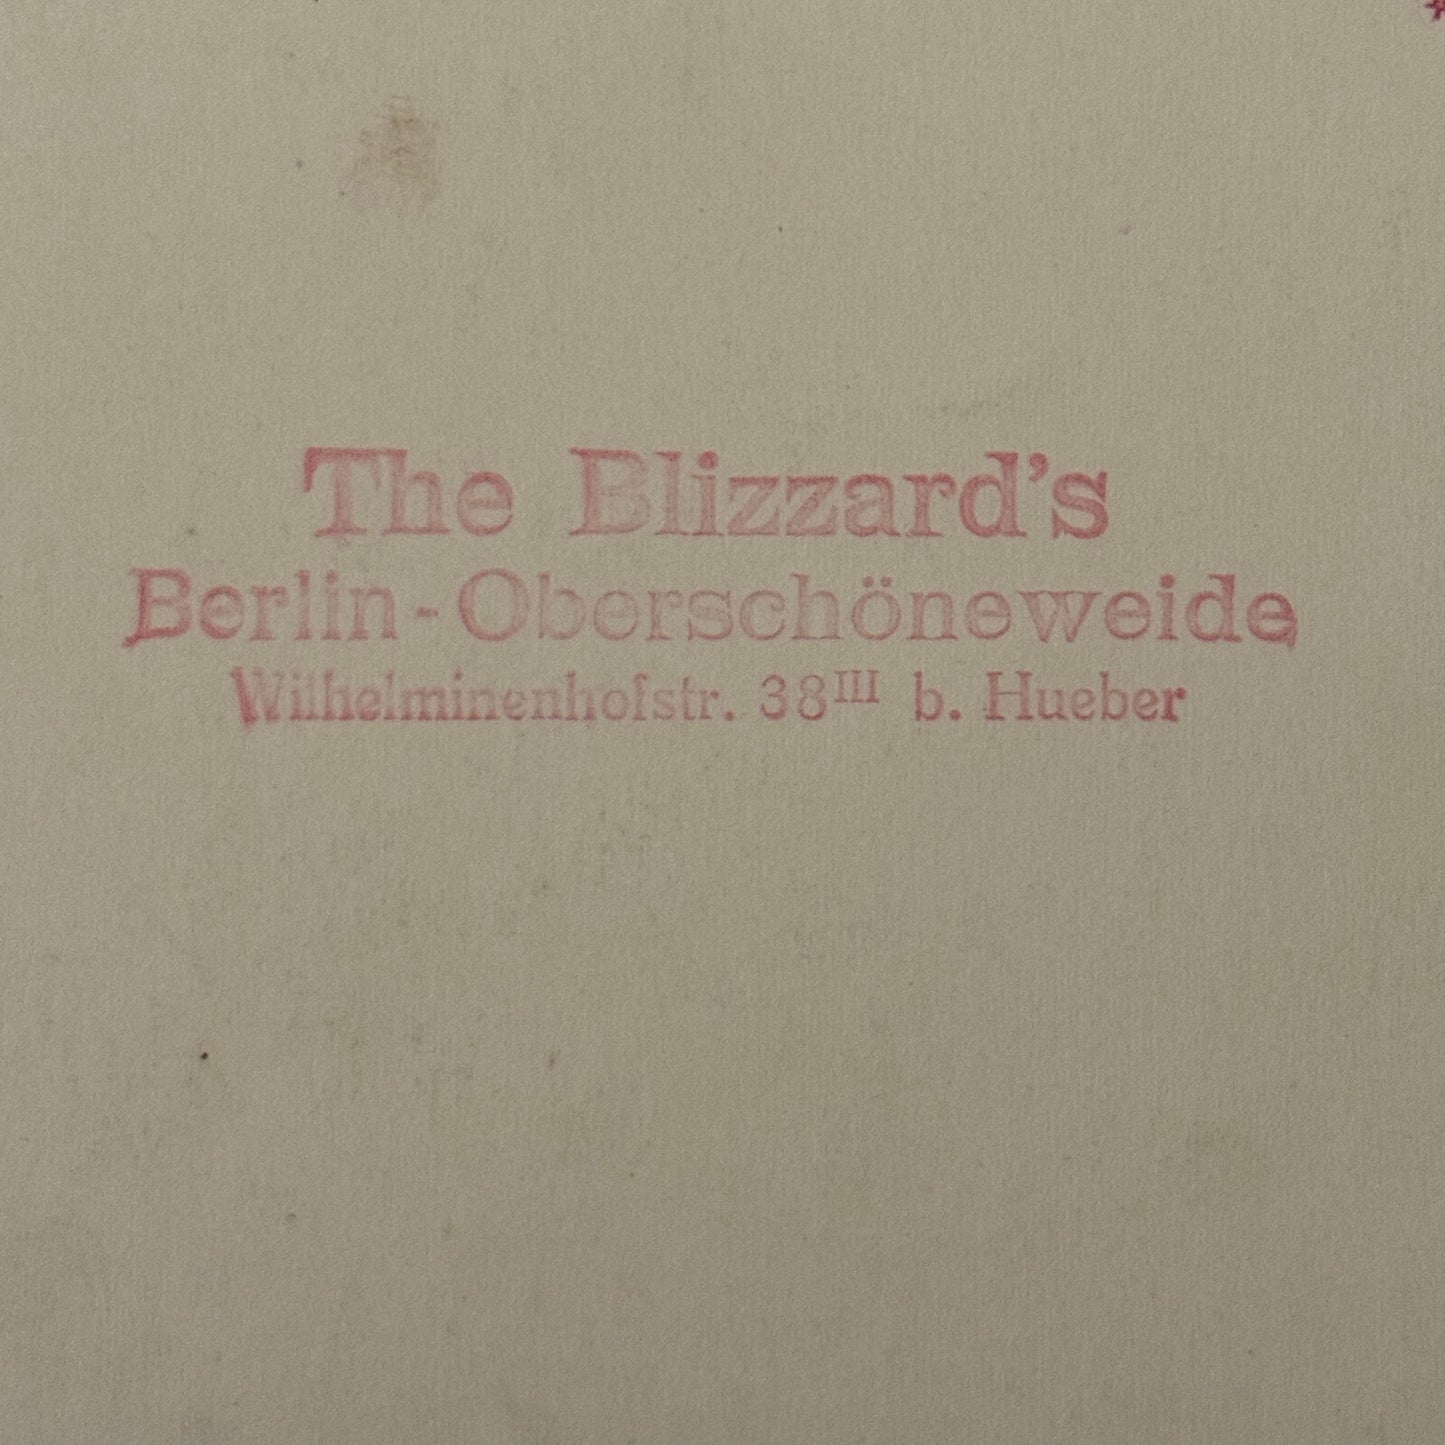 The Blizzard's
Berlin-Oberschöneweide
Wilhelminenhofstr. 38III b. Hueber